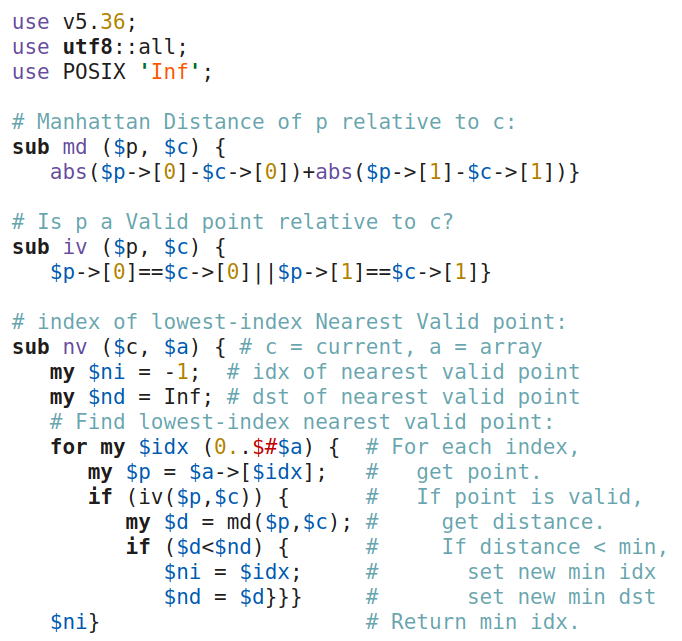 use v5.36;
use utf8::all;
use POSIX 'Inf';

# Manhattan Distance of p relative to c:
sub md ($p, $c) {
   abs($p->[0]-$c->[0])+abs($p->[1]-$c->[1])}

# Is p a Valid point relative to c?
sub iv ($p, $c) {
   $p->[0]==$c->[0]||$p->[1]==$c->[1]}

# index of lowest-index Nearest Valid point:
sub nv ($c, $a) { # c = current, a = array
   my $ni = -1;  # idx of nearest valid point
   my $nd = Inf; # dst of nearest valid point
   # Find lowest-index nearest valid point:
   for my $idx (0..$#$a) {  # For each index,
      my $p = $a->[$idx];   #   get point.
      if (iv($p,$c)) {      #   If point is valid,
         my $d = md($p,$c); #     get distance.
         if ($d<$nd) {      #     If distance < min,
            $ni = $idx;     #       set new min idx
            $nd = $d}}}     #       set new min dst
   $ni}                     # Return min idx.